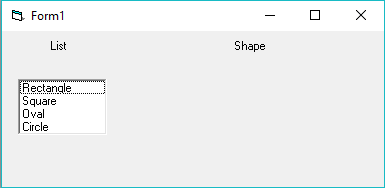 Form1
List Shape
Rectangle
Square
Oval
Circle